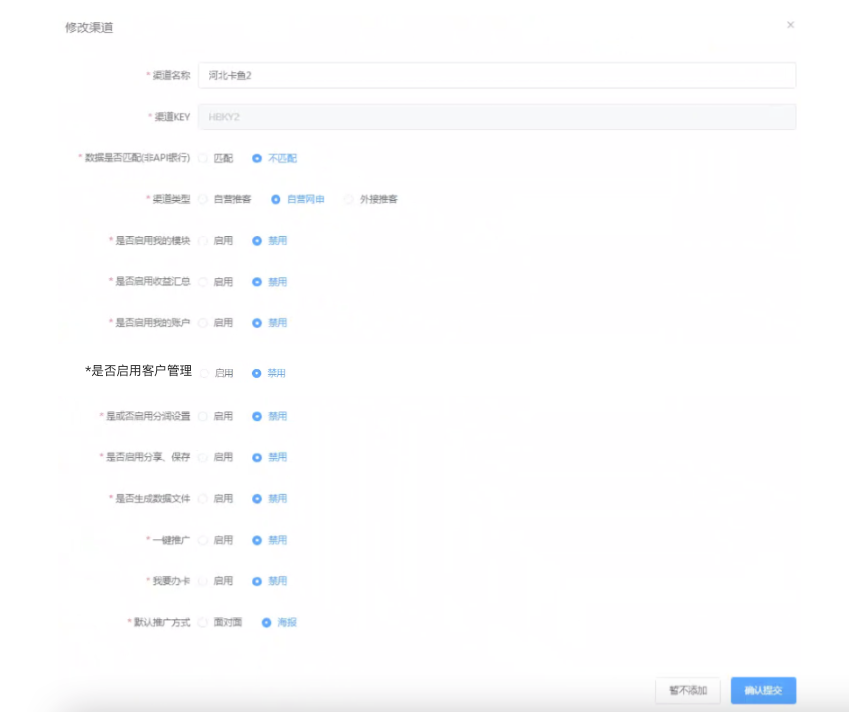 修改渠道 ×
* 渠道名称 河北卡鱼2
* 渠道KEY HBKY2
* 数据是否匹配(非API银行) 匹配 不匹配
* 渠道类型 自营推客 自营网申 外接推客
* 是否启用我的模块 启用 禁用
* 是否启用收益汇总 启用 禁用
* 是否启用我的账户 启用 禁用
*是否启用客户管理 启用 禁用
* 是或否启用分润设置 启用 禁用
* 是否启用分享、保存 启用 禁用
* 是否生成数据文件 启用 禁用
* 一键推广 启用 禁用
* 我要办卡 启用 禁用
* 默认推广方式 面对面 海报
暂不添加 确认提交